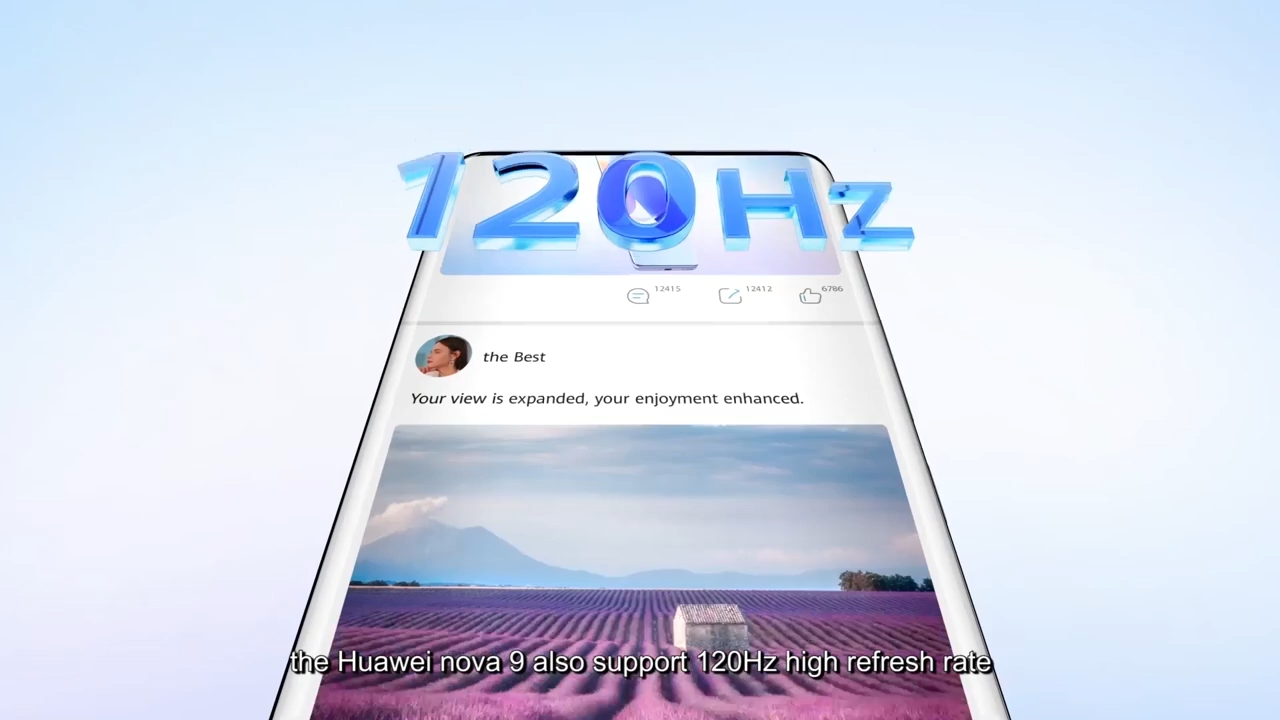 120Hz
12415 12412 6786
the Best
Your view is expanded, your enjoyment enhanced.
the Huawei nova 9 also support 120Hz high refresh rate